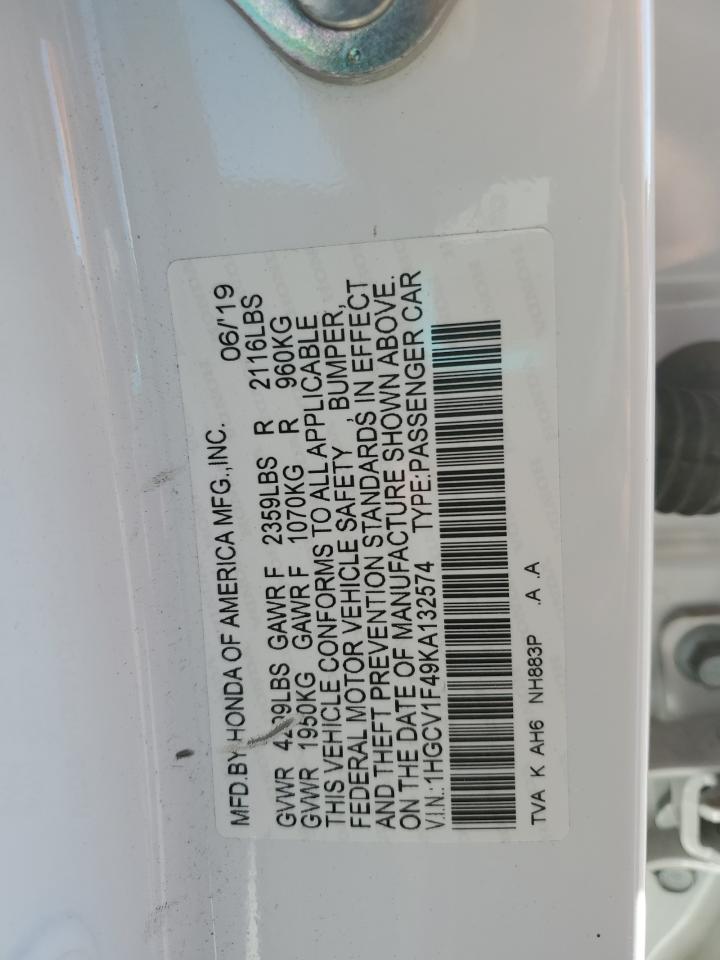 MFD.BY HONDA OF AMERICA MFG.,INC. 06/'19
GVWR LBS GAWR F 2359LBS R 2116LBS
GVWR 1950KG GAWR F 1070KG R 960KG
THIS VEHICLE CONFORMS TO ALL APPLICABLE
FEDERAL MOTOR VEHICLE SAFETY , BUMPER,
AND THEFT PREVENTION STANDARDS, IN EFFECT
ON THE DATE OF MANUFACTURE SHOWN ABOVE.
V.I.N.:1HGCV1F49KA132574 TYPE:PASSENGER CAR
TVA K AH6 NH883P .A .A